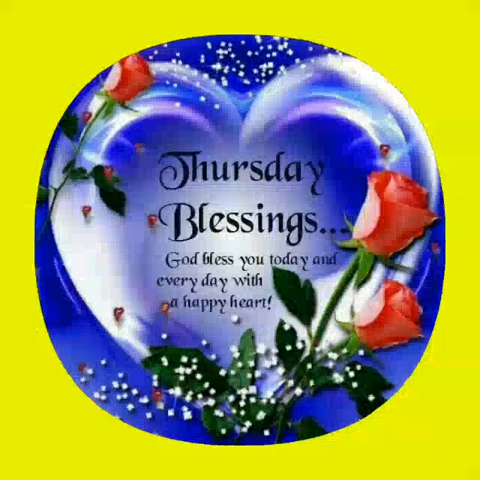 Thursday
Blessings...
God bless you today and
every day with
a happy heart!